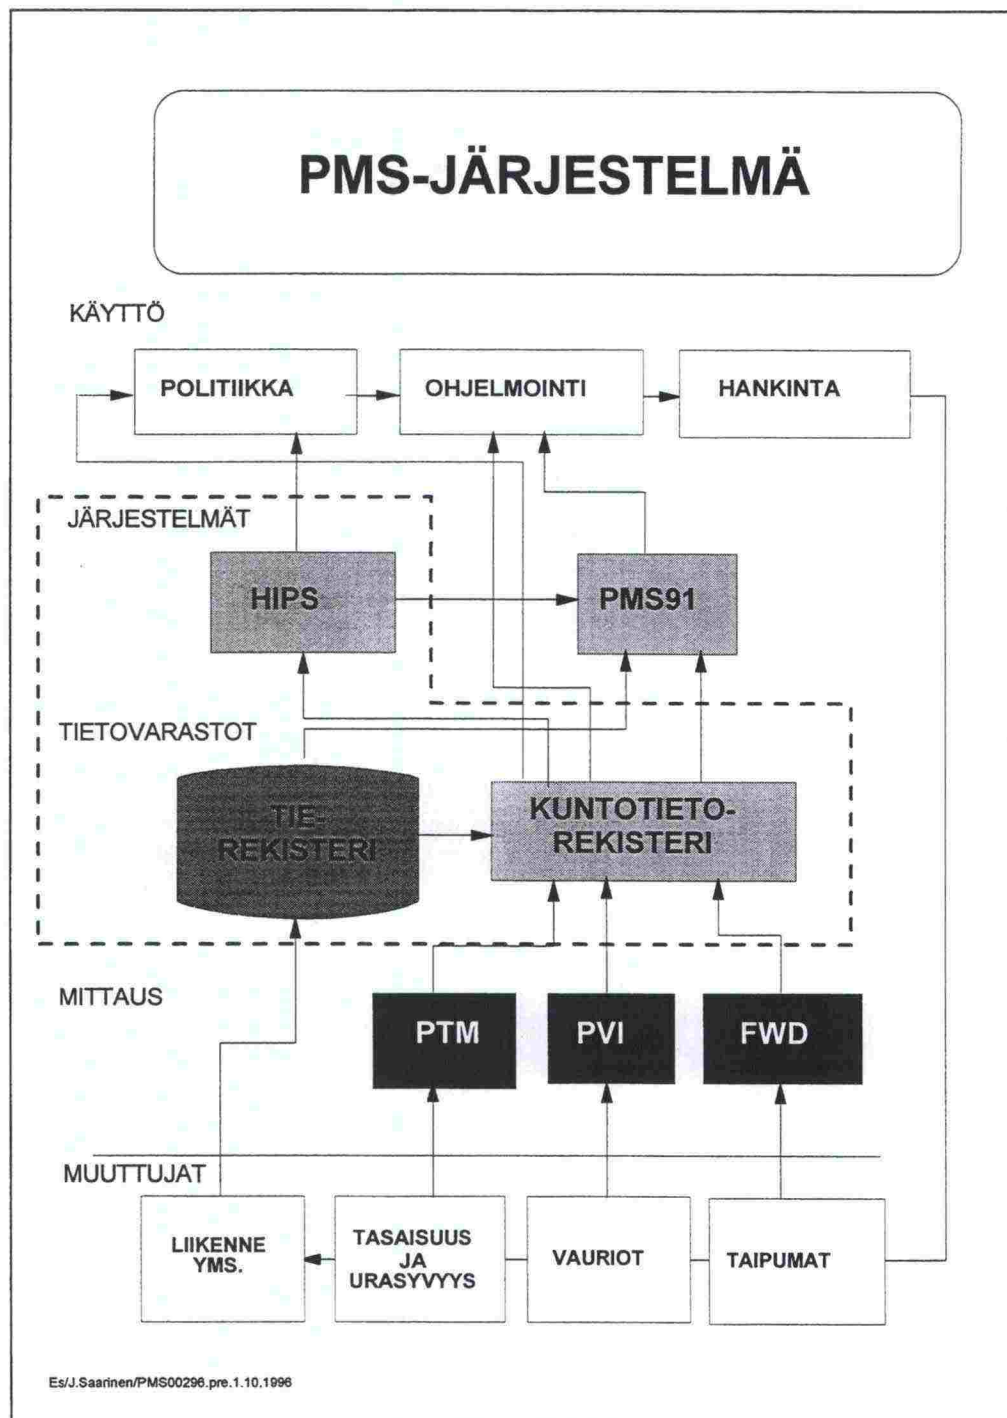 PMS-JÄRJESTELMÄ
KÄYTTÖ
POLITIIKKA
OHJELMOINTI
HANKINTA
JÄRJESTELMÄT
HIPS
PMS91
TIETOVARASTOT
TIE-
REKISTERI
KUNTOTIETO-
REKISTERI
MITTAUS
PTM
PVI
FWD
MUUTTUJAT
LIIKENNE
YMS.
TASAISUUS
JA
URASYVYYS
VAURIOT
TAIPUMAT
Es/J.Saarinen/PMS00296.pre.1.10.1996